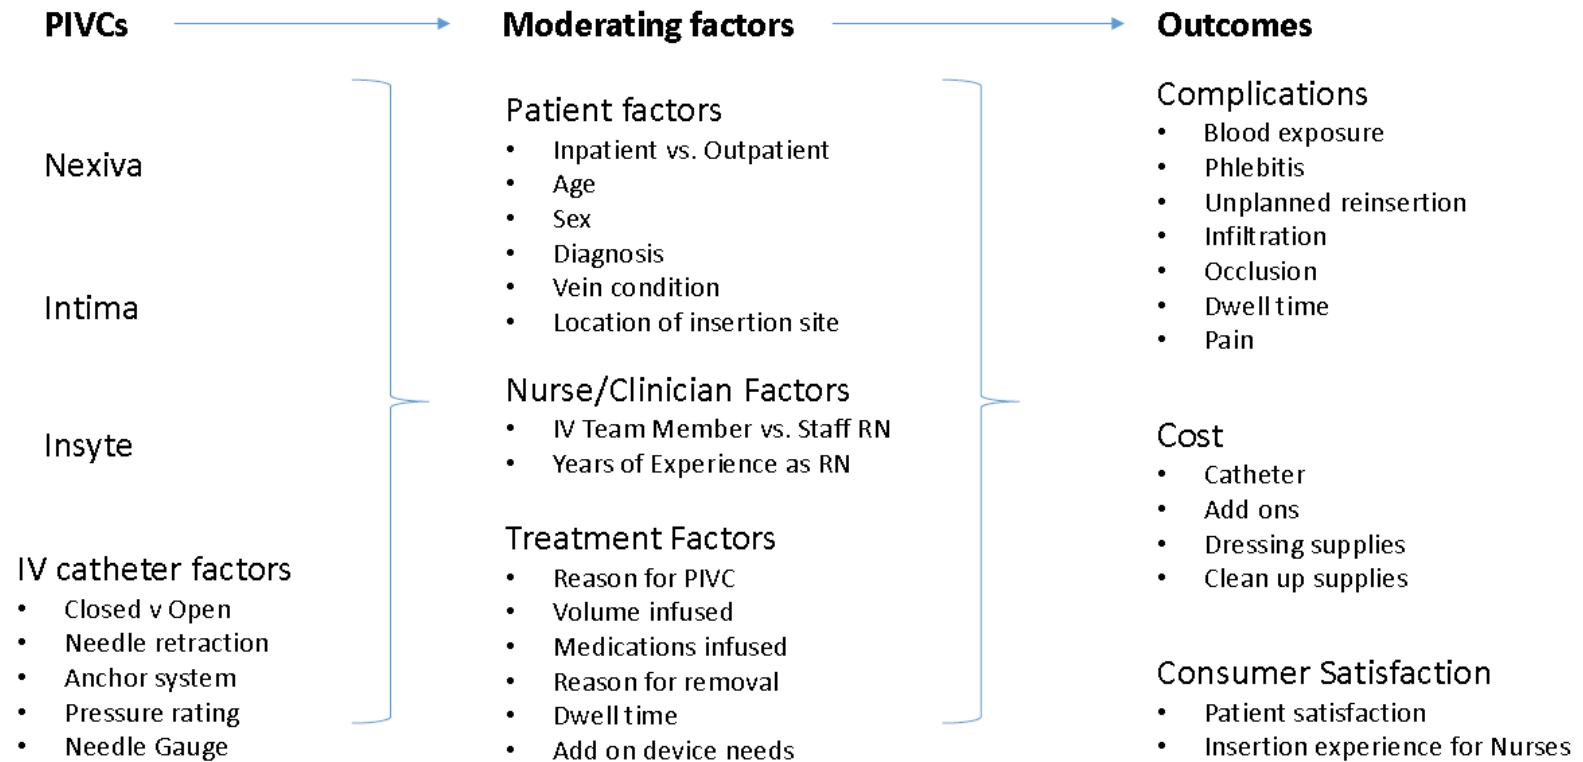 PIVCs
Nexiva
Intima
Insyte
IV catheter factors
• Closed v Open
• Needle retraction
• Anchor system
• Pressure rating
• Needle Gauge
Moderating factors
Patient factors
• Inpatient vs. Outpatient
• Age
• Sex
• Diagnosis
• Vein condition
• Location of insertion site
Nurse/Clinician Factors
• IV Team Member vs. Staff RN
• Years of Experience as RN
Treatment Factors
• Reason for PIVC
• Volume infused
• Medications infused
• Reason for removal
• Dwell time
• Add on device needs
Outcomes
Complications
• Blood exposure
• Phlebitis
• Unplanned reinsertion
• Infiltration
• Occlusion
• Dwell time
• Pain
Cost
• Catheter
• Add ons
• Dressing supplies
• Clean up supplies
Consumer Satisfaction
• Patient satisfaction
• Insertion experience for Nurses